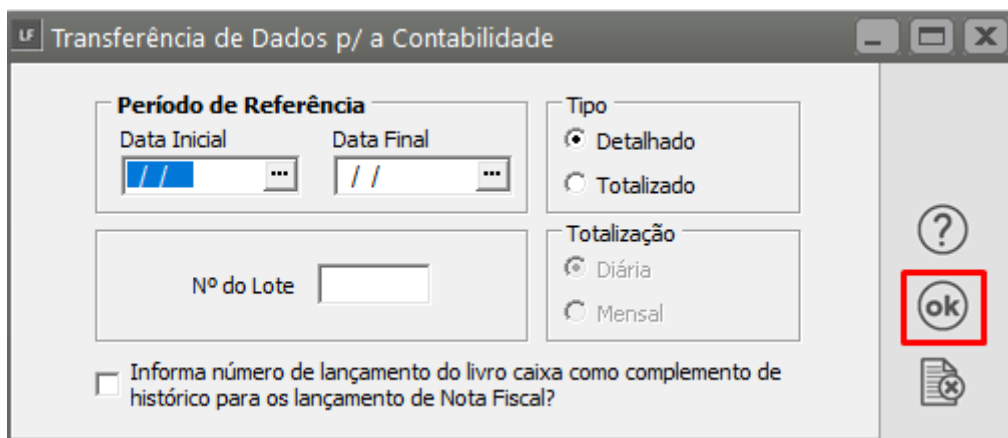 LF Transferência de Dados p/ a Contabilidade
Período de Referência
Data Inicial Data Final
/ / ... / / ...
Tipo
Detalhado
Totalizado
Nº do Lote
Totalização
Diária
Mensal
Informa número de lançamento do livro caixa como complemento de
histórico para os lançamento de Nota Fiscal?
?
ok